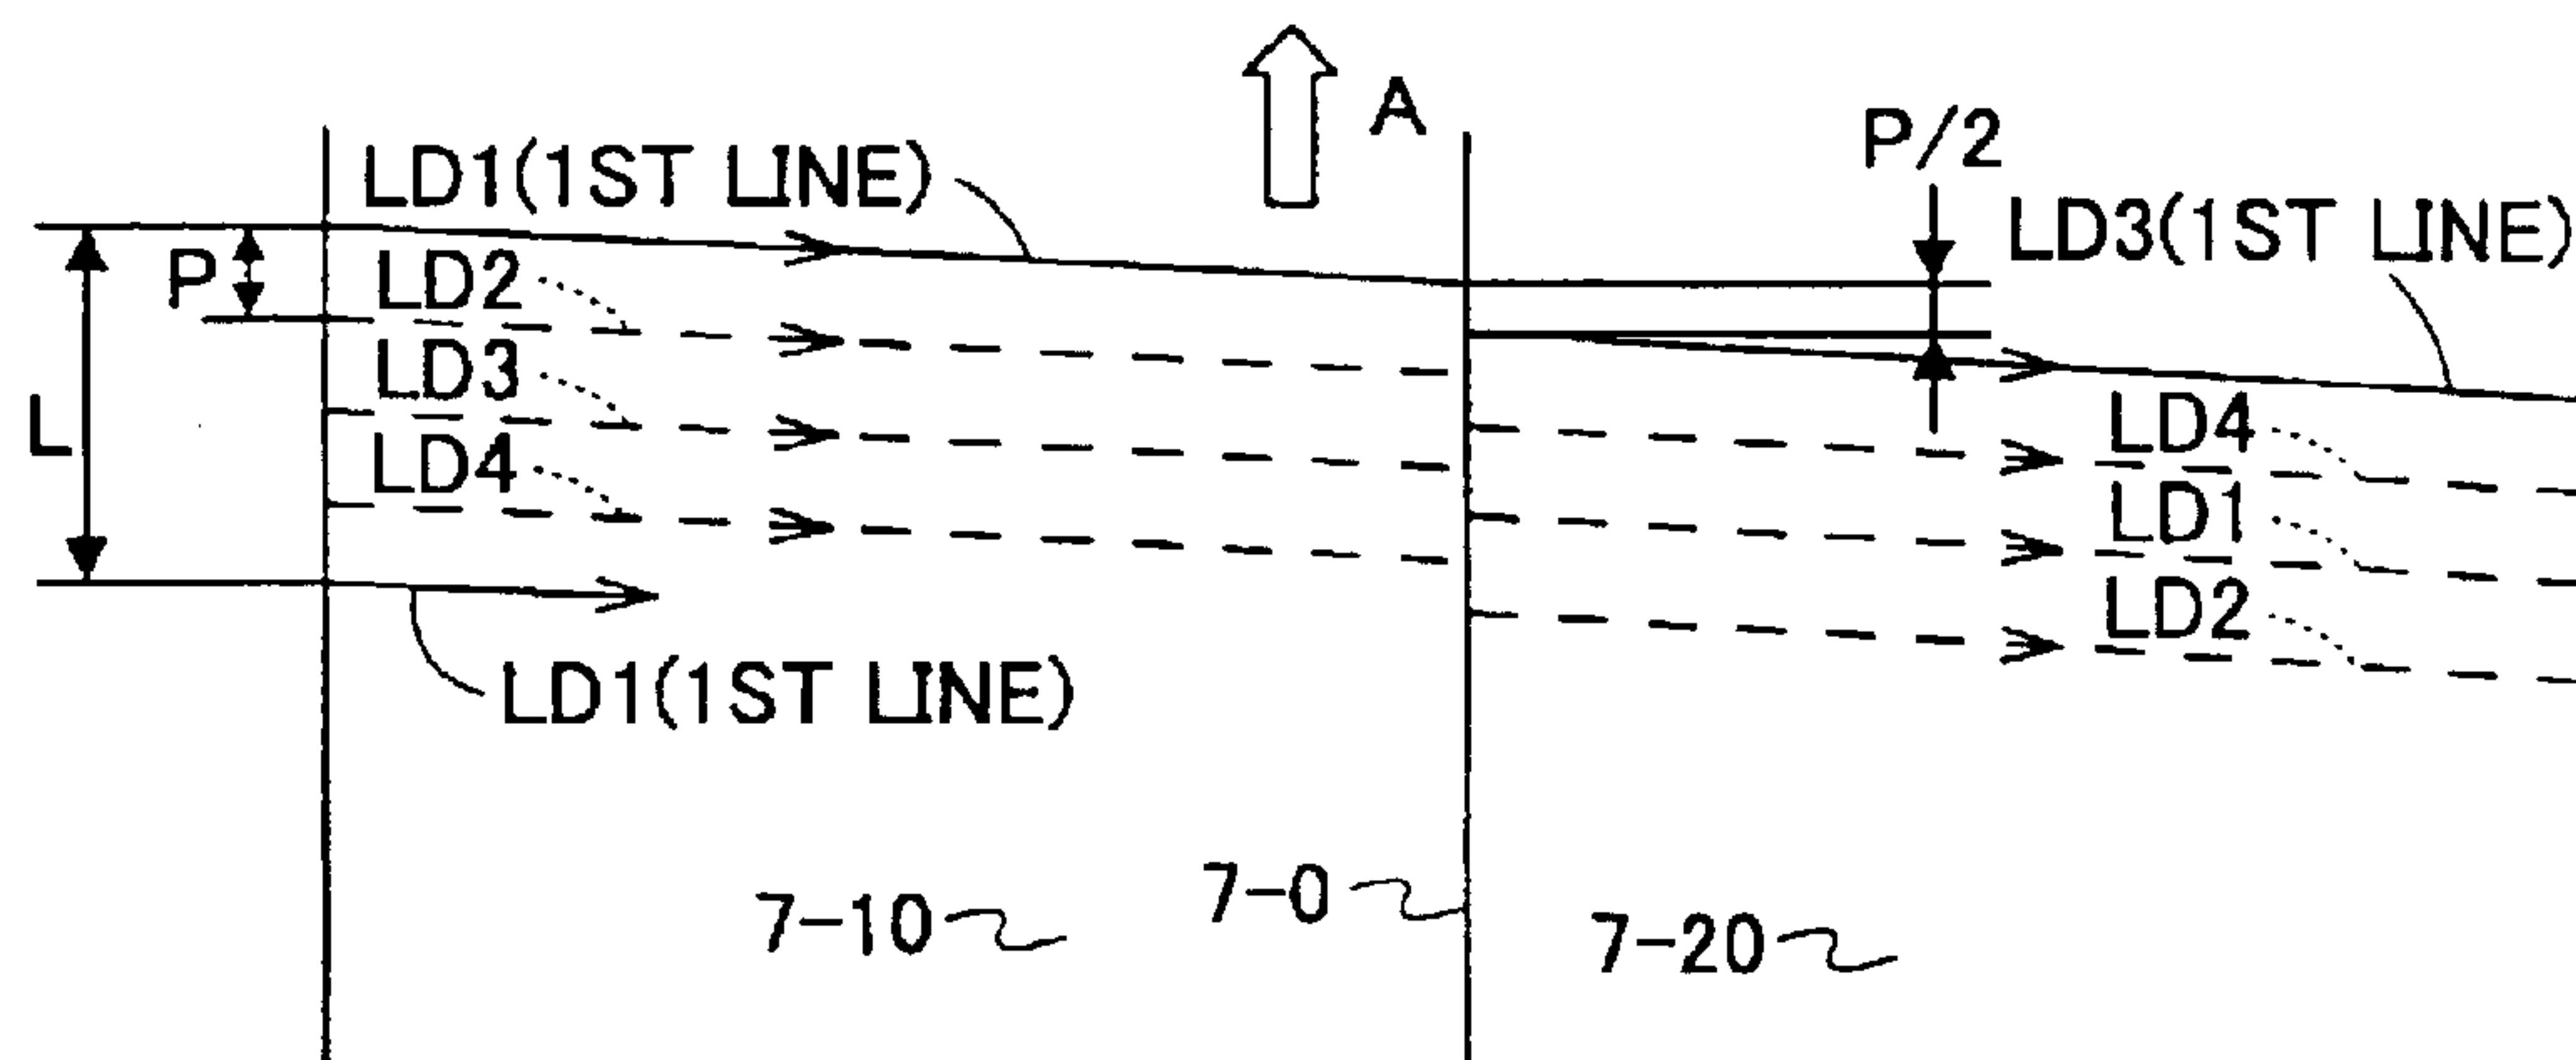 A
P/2
LD1(1ST LINE)
LD3(1ST LINE)
P
LD2
LD3
LD4
L
LD4
LD1
LD2
LD1(1ST LINE)
7-10
7-0
7-20